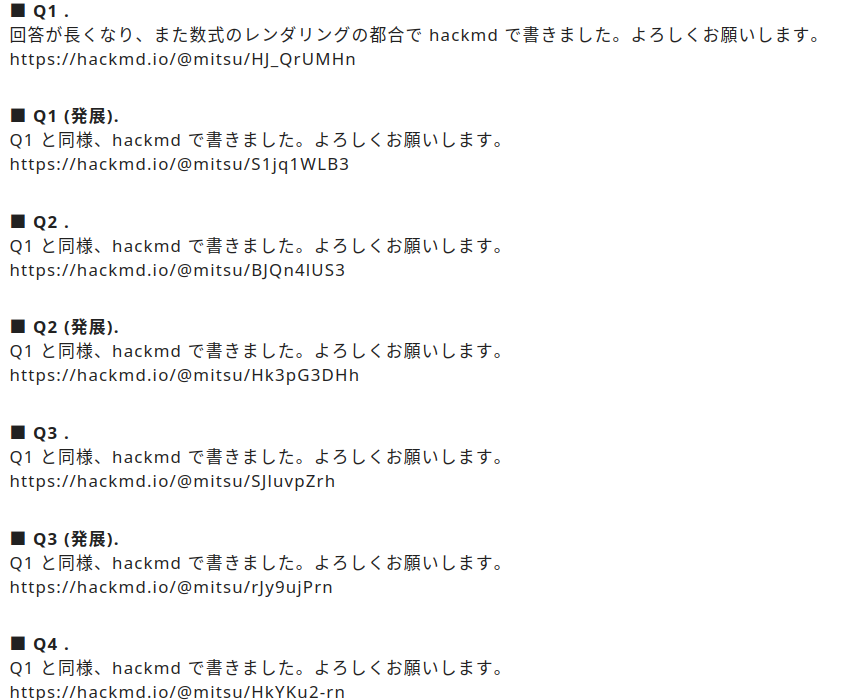 ■ Q1 .
回答が長くなり、また数式のレンダリングの都合で hackmd で書きました。よろしくお願いします。
https://hackmd.io/@mitsu/HJ_QrUMHn
■ Q1 (発展).
Q1 と同様、hackmd で書きました。よろしくお願いします。
https://hackmd.io/@mitsu/S1jq1WLB3
■ Q2 .
Q1 と同様、hackmd で書きました。よろしくお願いします。
https://hackmd.io/@mitsu/BJQn4IUS3
■ Q2 (発展).
Q1 と同様、hackmd で書きました。よろしくお願いします。
https://hackmd.io/@mitsu/Hk3pG3DHh
■ Q3 .
Q1 と同様、hackmd で書きました。よろしくお願いします。
https://hackmd.io/@mitsu/SJIuvpZrh
■ Q3 (発展).
Q1 と同様、hackmd で書きました。よろしくお願いします。
https://hackmd.io/@mitsu/rJy9ujPrn
■ Q4 .
Q1 と同様、hackmd で書きました。よろしくお願いします。
https://hackmd.io/@mitsu/HkYKu2-rn